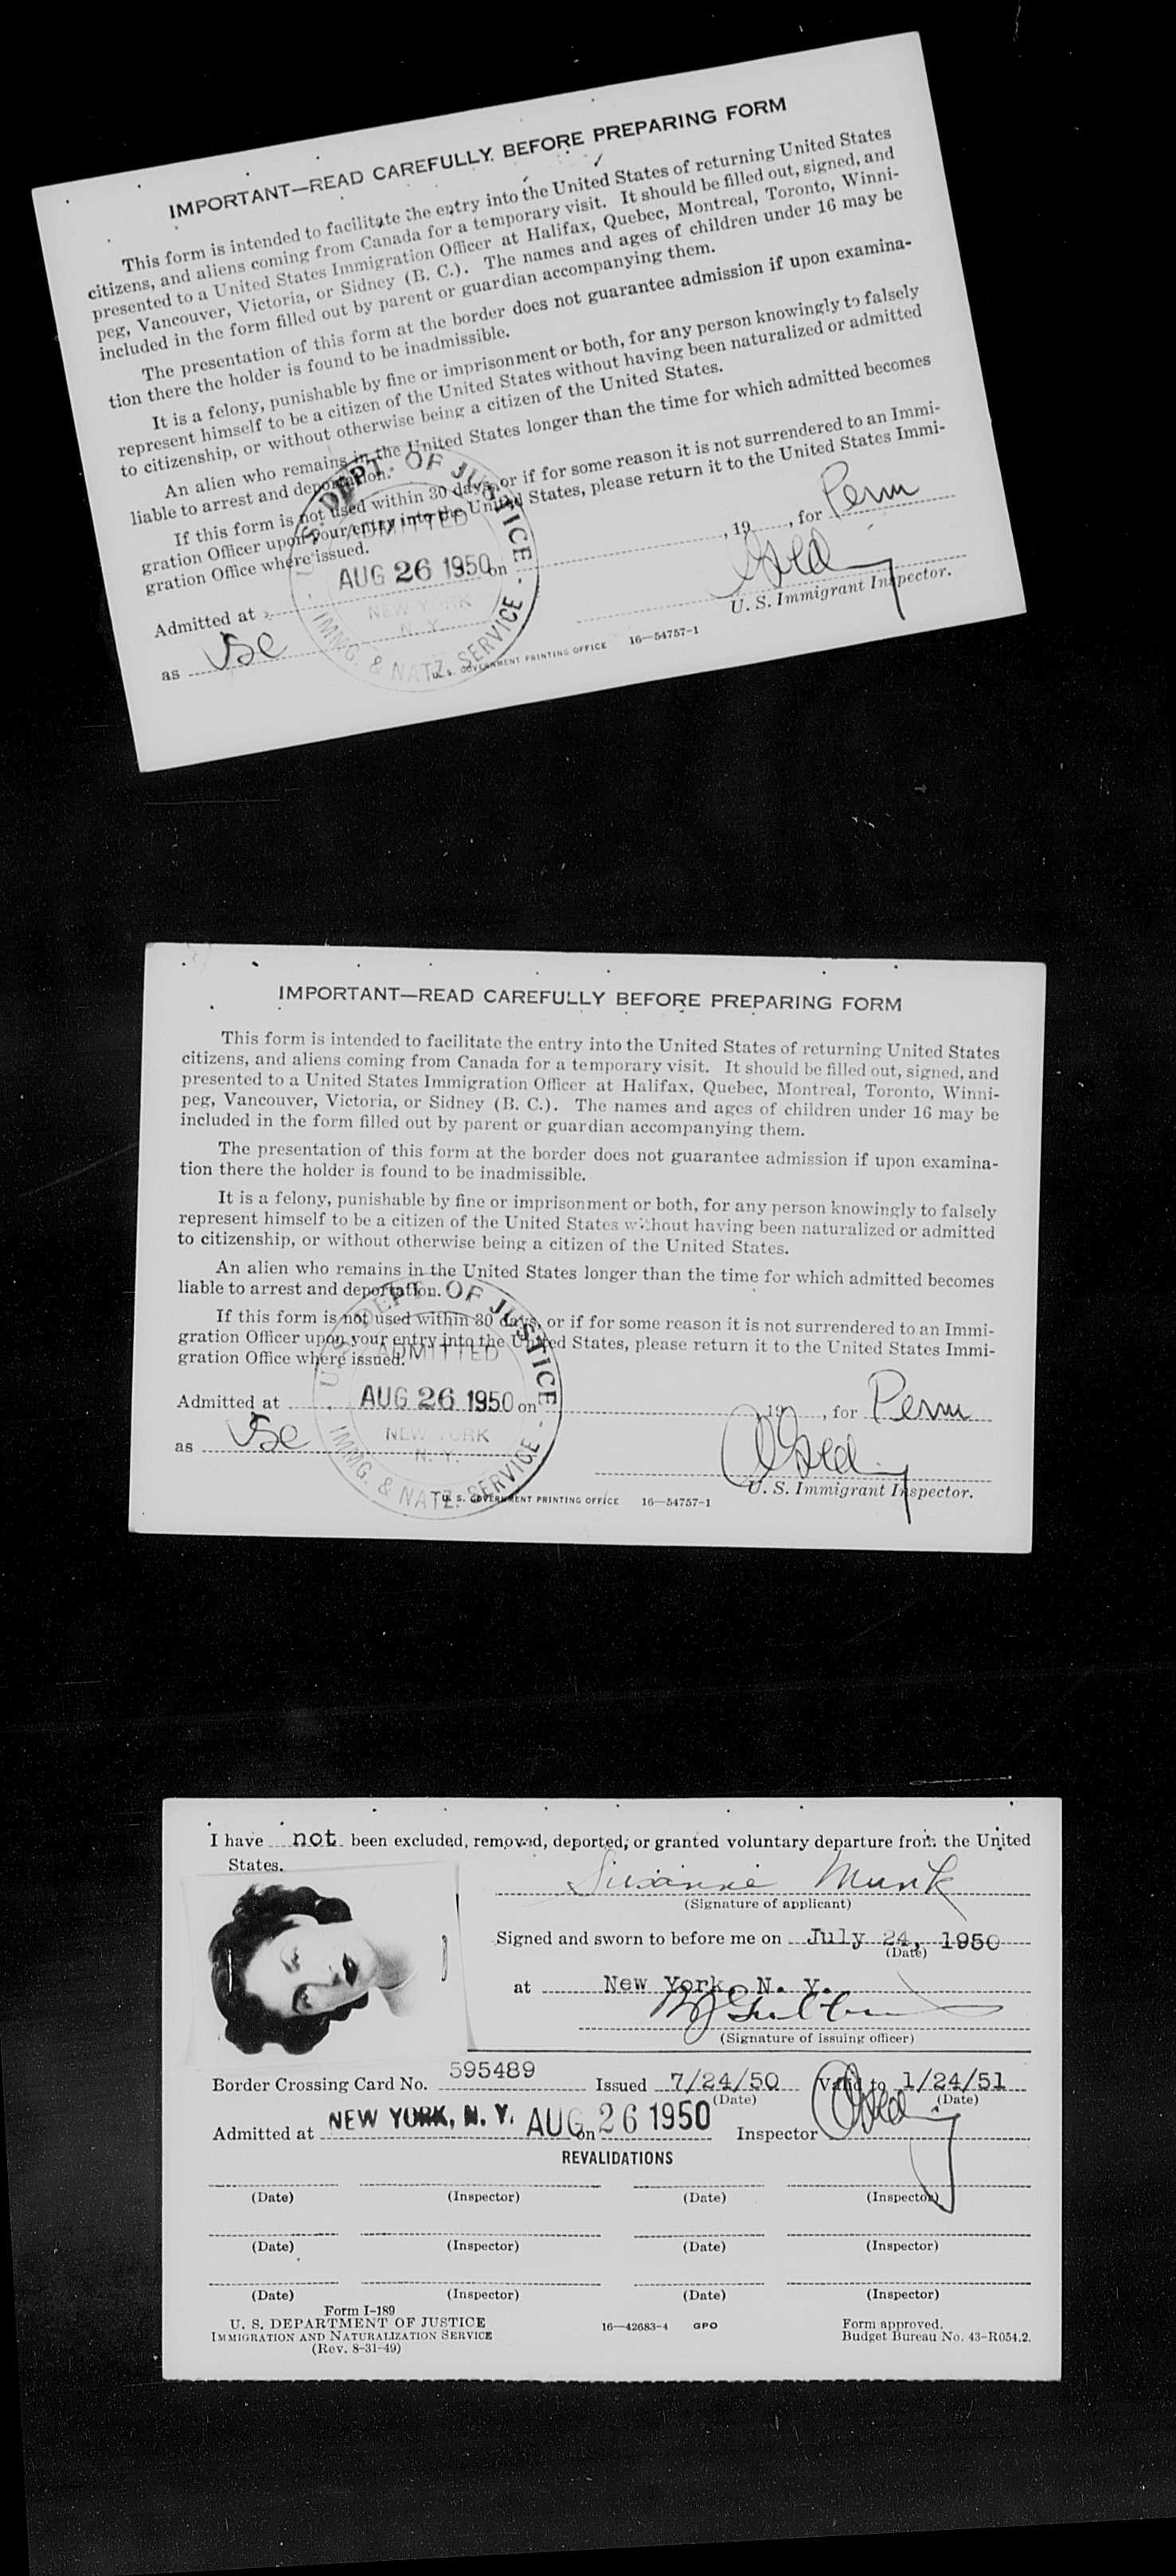 IMPORTANT—READ CAREFULLY BEFORE PREPARING FORM
This form is intended to facilitate the entry into the United States of returning United States
citizens, and aliens coming from Canada for a temporary visit. It should be filled out, signed, and
presented to a United States Immigration Officer at Halifax, Quebec, Montreal, Toronto, Winni-
peg, Vancouver, Victoria, or Sidney (B. C.). The names and ages of children under 16 may be
included in the form filled out by parent or guardian accompanying them.
The presentation of this form at the border does not guarantee admission if upon examina-
tion there the holder is found to be inadmissible.
It is a felony, punishable by fine or imprisonment or both, for any person knowingly to falsely
represent himself to be a citizen of the United States without having been naturalized or admitted
to citizenship, or without otherwise being a citizen of the United States.
An alien who remains in the United States longer than the time for which admitted becomes
liable to arrest and deportation.
If this form is not used within 30 days, or if for some reason it is not surrendered to an Immi-
gration Officer upon your entry into the United States, please return it to the United States Immi-
gration Office where issued.
U. S. DEPT. OF JUSTICE
ADMITTED
AUG 26 1950
NEW YORK
N. Y.
IMMG. & NATZ. SERVICE
Admitted at on , 19 , for Perm
as
U. S. Immigrant Inspector.
U. S. GOVERNMENT PRINTING OFFICE 16—54757-1
IMPORTANT—READ CAREFULLY BEFORE PREPARING FORM
This form is intended to facilitate the entry into the United States of returning United States
citizens, and aliens coming from Canada for a temporary visit. It should be filled out, signed, and
presented to a United States Immigration Officer at Halifax, Quebec, Montreal, Toronto, Winni-
peg, Vancouver, Victoria, or Sidney (B. C.). The names and ages of children under 16 may be
included in the form filled out by parent or guardian accompanying them.
The presentation of this form at the border does not guarantee admission if upon examina-
tion there the holder is found to be inadmissible.
It is a felony, punishable by fine or imprisonment or both, for any person knowingly to falsely
represent himself to be a citizen of the United States without having been naturalized or admitted
to citizenship, or without otherwise being a citizen of the United States.
An alien who remains in the United States longer than the time for which admitted becomes
liable to arrest and deportation.
If this form is not used within 30 days, or if for some reason it is not surrendered to an Immi-
gration Officer upon your entry into the United States, please return it to the United States Immi-
gration Office where issued.
U. S. DEPT. OF JUSTICE
ADMITTED
AUG 26 1950
NEW YORK
N. Y.
IMMG. & NATZ. SERVICE
Admitted at on , 19 , for Perm
as
U. S. Immigrant Inspector.
U. S. GOVERNMENT PRINTING OFFICE 16—54757-1
I have not been excluded, removed, deported, or granted voluntary departure from the United
States.
Susanne Munk
(Signature of applicant)
Signed and sworn to before me on July 24, 1950
(Date)
at New York, N. Y.
(Signature of issuing officer)
Border Crossing Card No. 595489 Issued 7/24/50 Valid to 1/24/51
(Date) (Date)
Admitted at NEW YORK, N. Y. AUG on 26 1950 Inspector
REVALIDATIONS
(Date) (Inspector) (Date) (Inspector)
(Date) (Inspector) (Date) (Inspector)
(Date) (Inspector) (Date) (Inspector)
Form I-189
U. S. DEPARTMENT OF JUSTICE 16—42683-4 GPO Form approved.
IMMIGRATION AND NATURALIZATION SERVICE Budget Bureau No. 43-R054.2.
(Rev. 8-31-49)